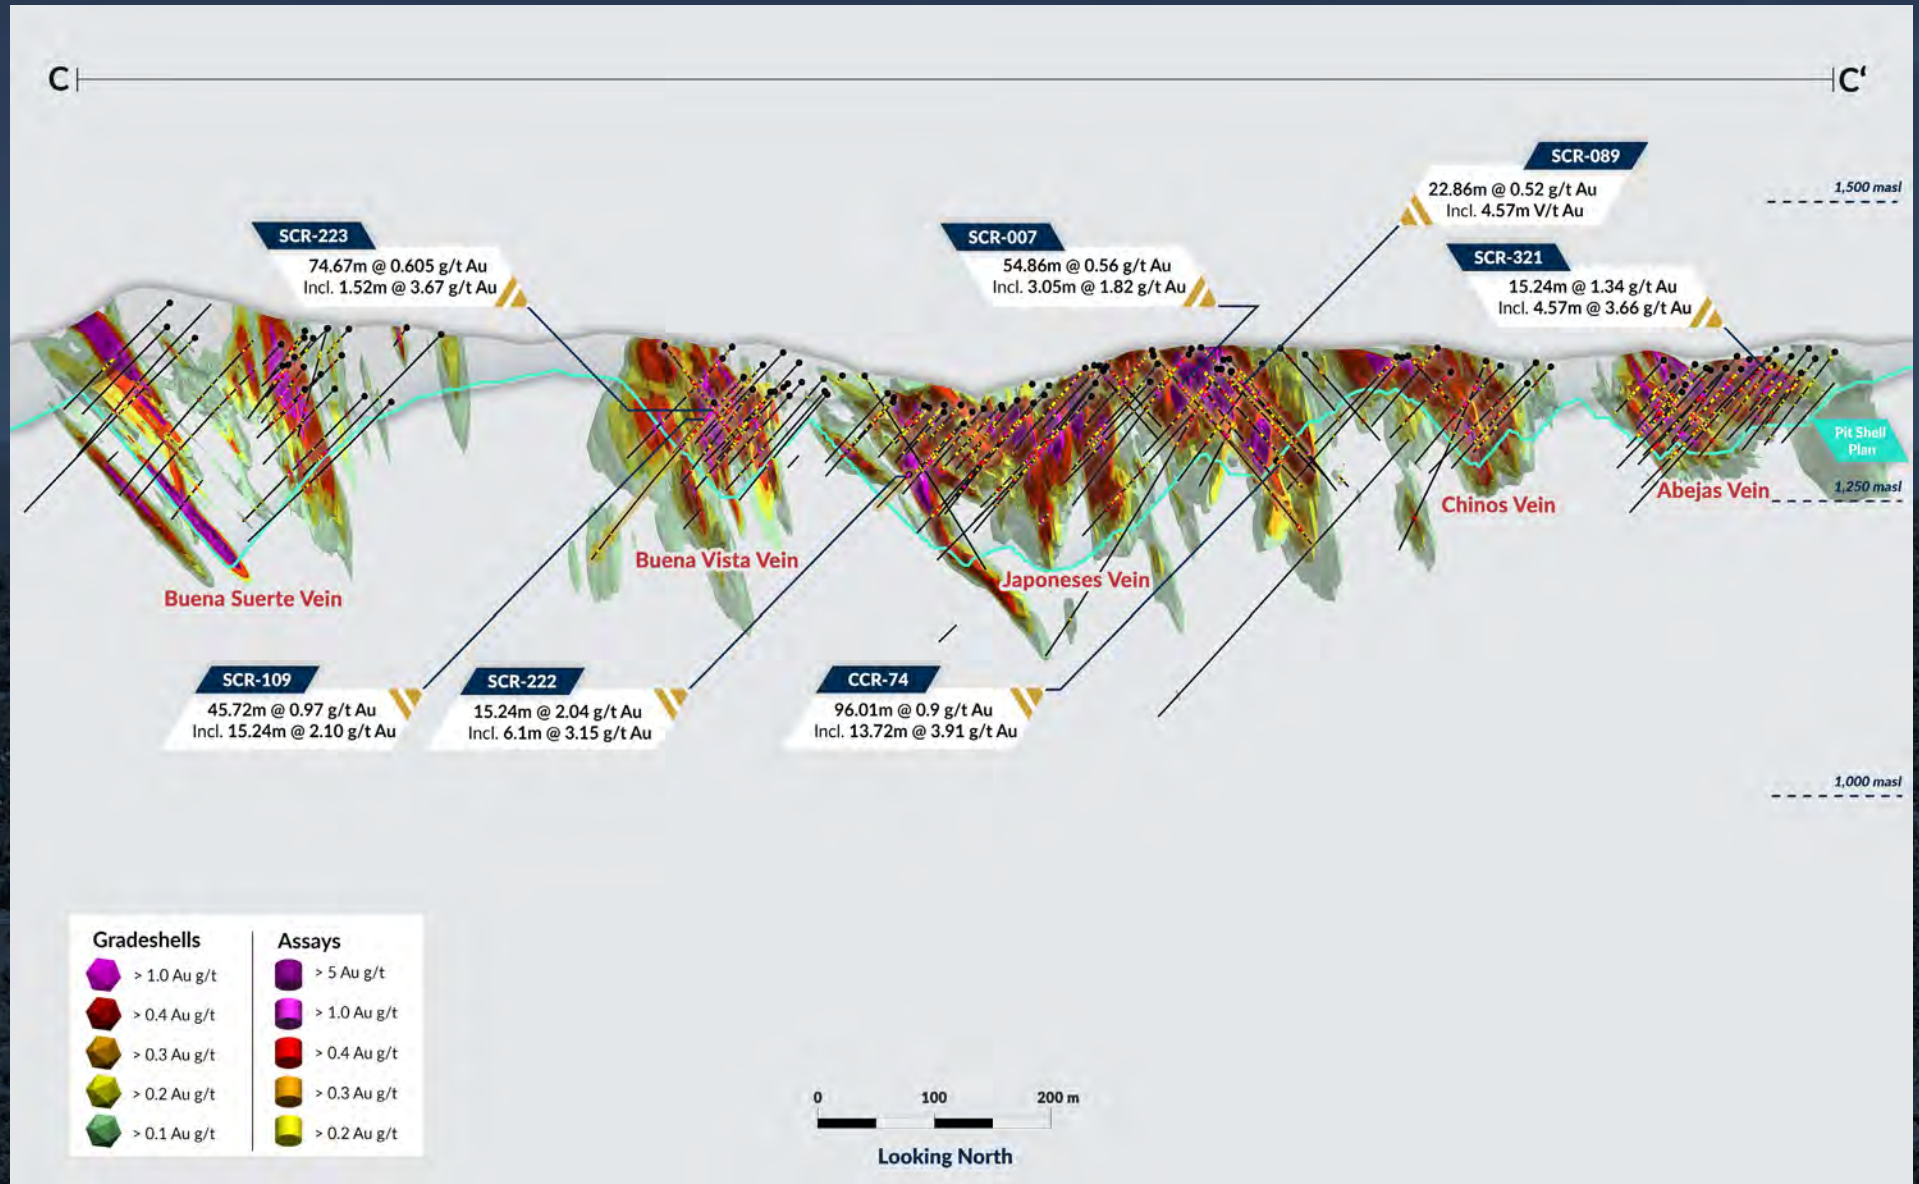 C
C'
SCR-089
22.86m @ 0.52 g/t Au
Incl. 4.57m V/t Au
1,500 masl
SCR-223
74.67m @ 0.605 g/t Au
Incl. 1.52m @ 3.67 g/t Au
SCR-007
54.86m @ 0.56 g/t Au
Incl. 3.05m @ 1.82 g/t Au
SCR-321
15.24m @ 1.34 g/t Au
Incl. 4.57m @ 3.66 g/t Au
Pit Shell
Plan
1,250 masl
Buena Suerte Vein
Buena Vista Vein
Japoneses Vein
Chinos Vein
Abejas Vein
SCR-109
45.72m @ 0.97 g/t Au
Incl. 15.24m @ 2.10 g/t Au
SCR-222
15.24m @ 2.04 g/t Au
Incl. 6.1m @ 3.15 g/t Au
CCR-74
96.01m @ 0.9 g/t Au
Incl. 13.72m @ 3.91 g/t Au
1,000 masl
Gradeshells
> 1.0 Au g/t
> 0.4 Au g/t
> 0.3 Au g/t
> 0.2 Au g/t
> 0.1 Au g/t
Assays
> 5 Au g/t
> 1.0 Au g/t
> 0.4 Au g/t
> 0.3 Au g/t
> 0.2 Au g/t
0 100 200 m
Looking North